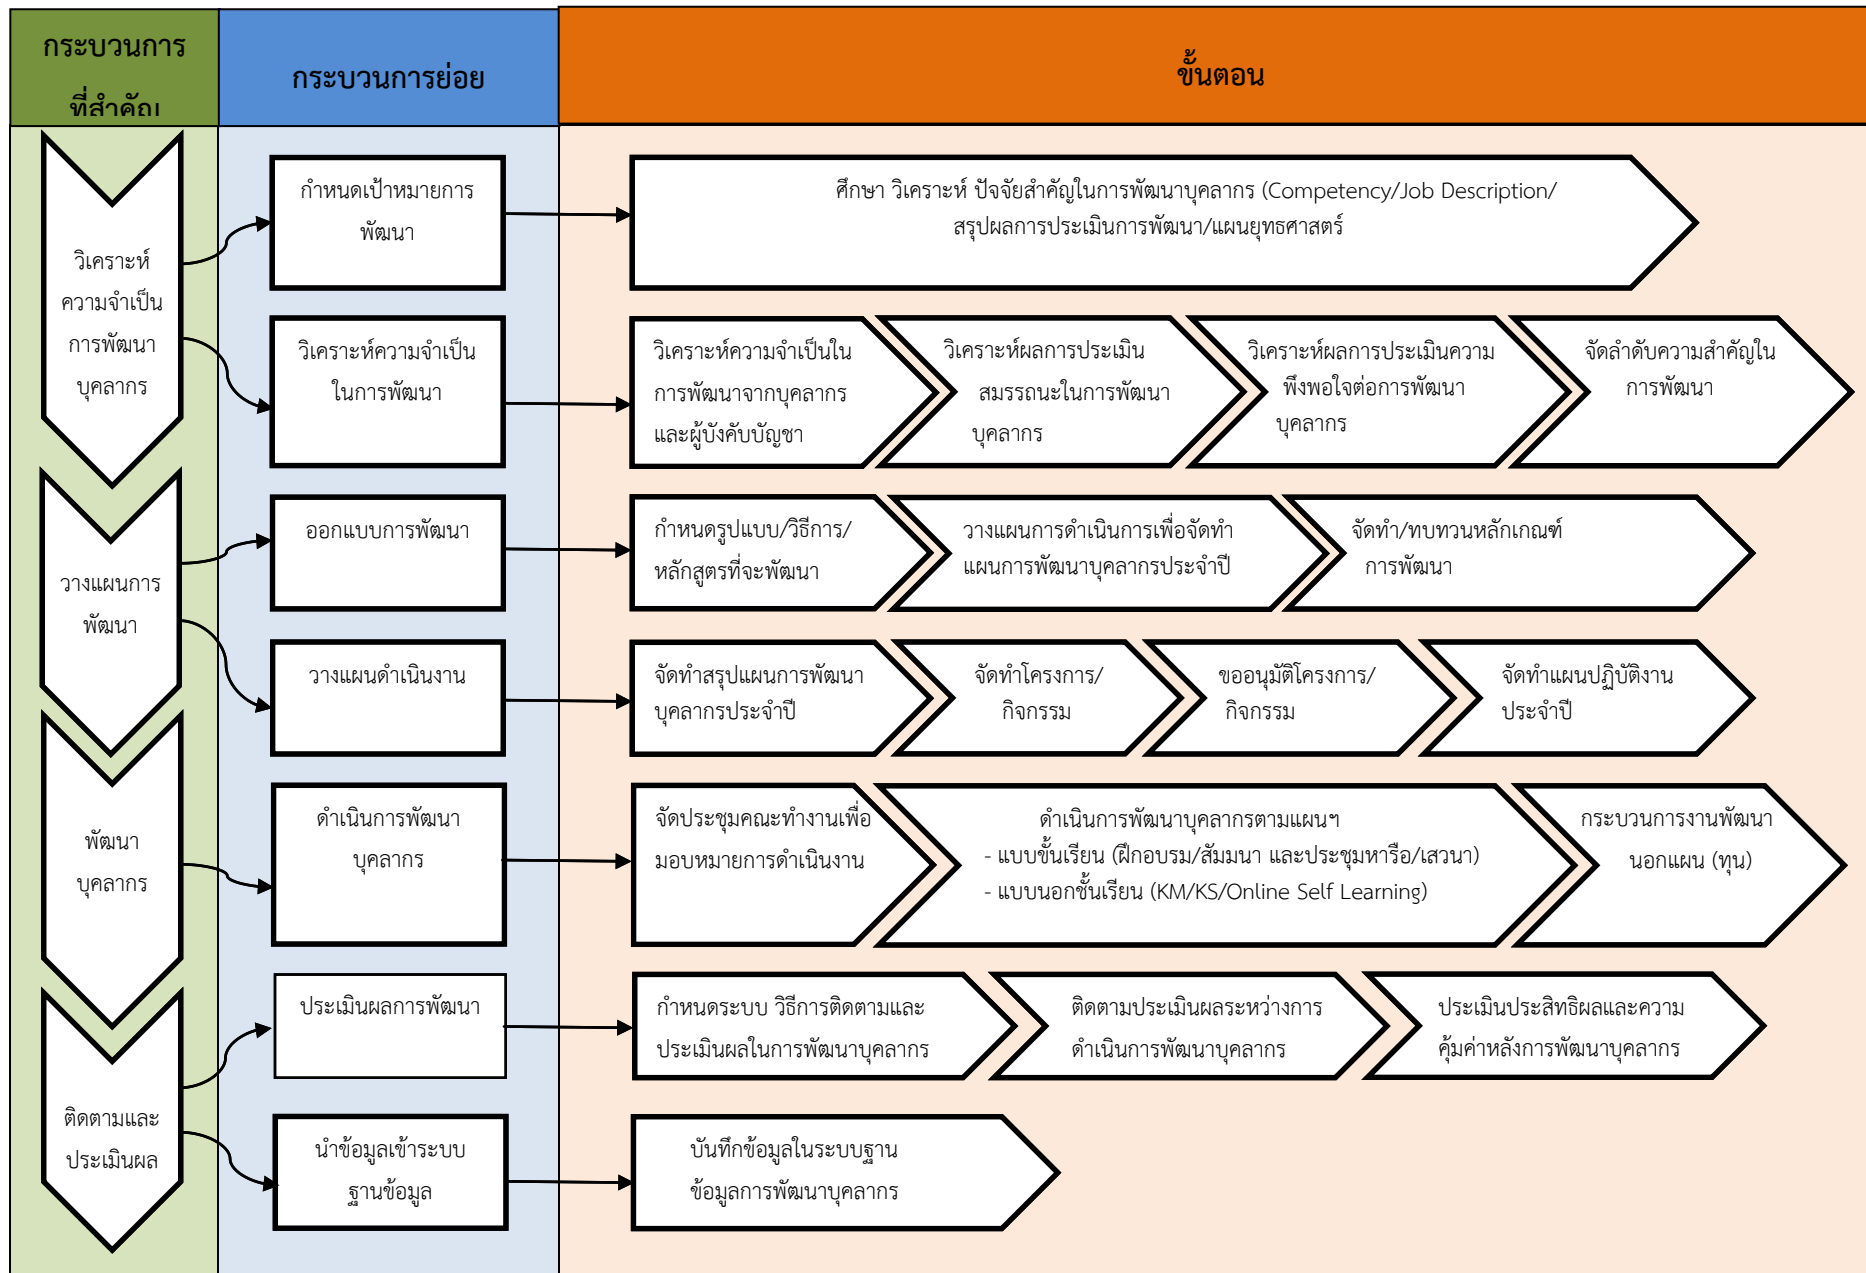 กระบวนการ
ที่สำคัญ
กระบวนการย่อย
ขั้นตอน
วิเคราะห์
ความจำเป็น
การพัฒนา
บุคลากร
กำหนดเป้าหมายการ
พัฒนา
ศึกษา วิเคราะห์ ปัจจัยสำคัญในการพัฒนาบุคลากร (Competency/Job Description/
สรุปผลการประเมินการพัฒนา/แผนยุทธศาสตร์
วิเคราะห์ความจำเป็น
ในการพัฒนา
วิเคราะห์ความจำเป็นใน
การพัฒนาจากบุคลากร
และผู้บังคับบัญชา
วิเคราะห์ผลการประเมิน
สมรรถนะในการพัฒนา
บุคลากร
วิเคราะห์ผลการประเมินความ
พึงพอใจต่อการพัฒนา
บุคลากร
จัดลำดับความสำคัญใน
การพัฒนา
วางแผนการ
พัฒนา
ออกแบบการพัฒนา
กำหนดรูปแบบ/วิธีการ/
หลักสูตรที่จะพัฒนา
วางแผนการดำเนินการเพื่อจัดทำ
แผนการพัฒนาบุคลากรประจำปี
จัดทำ/ทบทวนหลักเกณฑ์
การพัฒนา
วางแผนดำเนินงาน
จัดทำสรุปแผนการพัฒนา
บุคลากรประจำปี
จัดทำโครงการ/
กิจกรรม
ขออนุมัติโครงการ/
กิจกรรม
จัดทำแผนปฏิบัติงาน
ประจำปี
พัฒนา
บุคลากร
ดำเนินการพัฒนา
บุคลากร
จัดประชุมคณะทำงานเพื่อ
มอบหมายการดำเนินงาน
ดำเนินการพัฒนาบุคลากรตามแผนฯ
- แบบขั้นเรียน (ฝึกอบรม/สัมมนา และประชุมหารือ/เสวนา)
- แบบนอกชั้นเรียน (KM/KS/Online Self Learning)
กระบวนการงานพัฒนา
นอกแผน (ทุน)
ติดตามและ
ประเมินผล
ประเมินผลการพัฒนา
กำหนดระบบ วิธีการติดตามและ
ประเมินผลในการพัฒนาบุคลากร
ติดตามประเมินผลระหว่างการ
ดำเนินการพัฒนาบุคลากร
ประเมินประสิทธิผลและความ
คุ้มค่าหลังการพัฒนาบุคลากร
นำข้อมูลเข้าระบบ
ฐานข้อมูล
บันทึกข้อมูลในระบบฐาน
ข้อมูลการพัฒนาบุคลากร